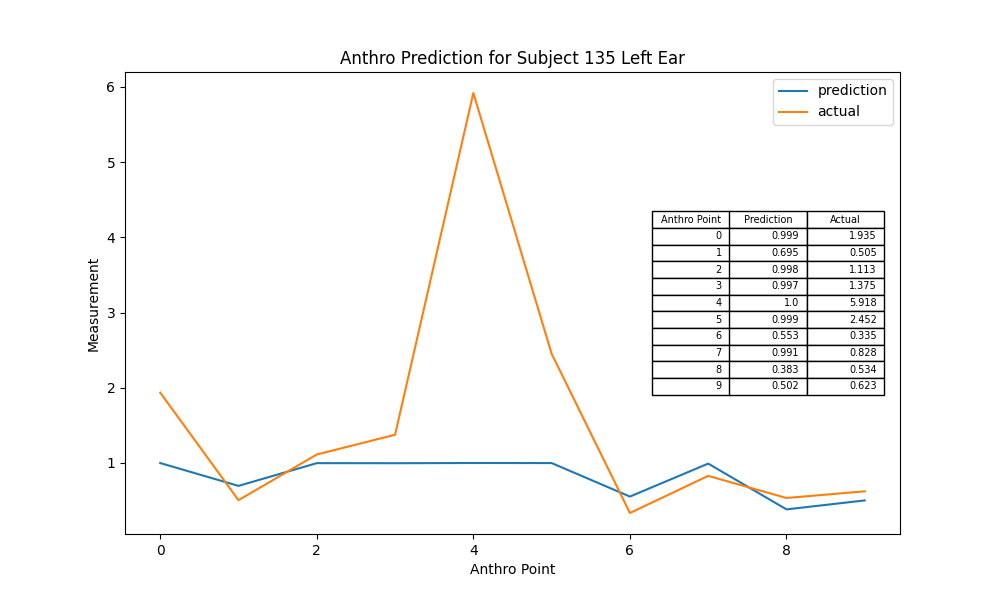 Anthro Prediction for Subject 135 Left Ear
prediction
actual
6
5
4
3
2
1
Measurement
Anthro Point Prediction Actual
0 0.999 1.935
1 0.695 0.505
2 0.998 1.113
3 0.997 1.375
4 1.0 5.918
5 0.999 2.452
6 0.553 0.335
7 0.991 0.828
8 0.383 0.534
9 0.502 0.623
0 2 4 6 8
Anthro Point